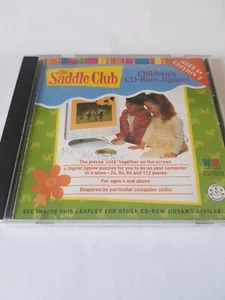 the
Saddle Club
Children's
CD-Rom Jigsaws
The pieces 'click' together on the screen
4 Digital jigsaw puzzles for you to do on your computer
in 4 sizes - 24, 54, 84 and 112 pieces
For ages 4 and above
Requires no particular computer skills
SEE INSIDE THIS LEAFLET FOR OTHER CD-ROM JIGSAWS AVAILABLE